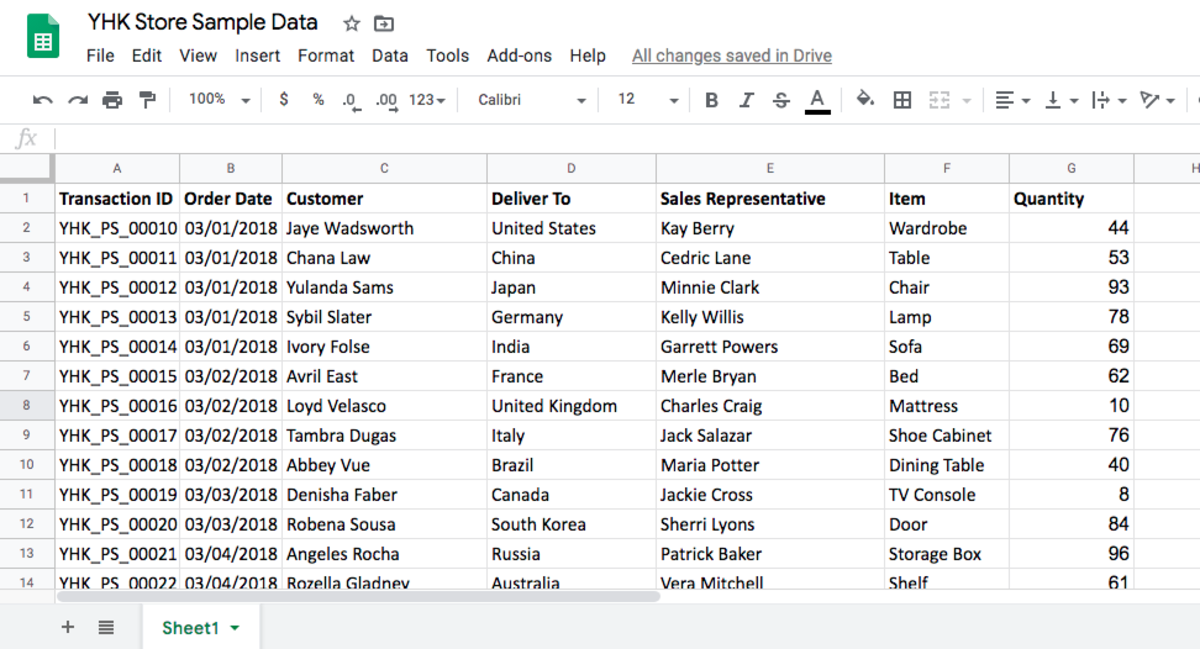 YHK Store Sample Data
File Edit View Insert Format Data Tools Add-ons Help All changes saved in Drive
100% $ % .0 .00 123 Calibri 12 B I S A
fx
A B C D E F G H
1 Transaction ID Order Date Customer Deliver To Sales Representative Item Quantity
2 YHK_PS_00010 03/01/2018 Jaye Wadsworth United States Kay Berry Wardrobe 44
3 YHK_PS_00011 03/01/2018 Chana Law China Cedric Lane Table 53
4 YHK_PS_00012 03/01/2018 Yulanda Sams Japan Minnie Clark Chair 93
5 YHK_PS_00013 03/01/2018 Sybil Slater Germany Kelly Willis Lamp 78
6 YHK_PS_00014 03/01/2018 Ivory Folse India Garrett Powers Sofa 69
7 YHK_PS_00015 03/02/2018 Avril East France Merle Bryan Bed 62
8 YHK_PS_00016 03/02/2018 Loyd Velasco United Kingdom Charles Craig Mattress 10
9 YHK_PS_00017 03/02/2018 Tambra Dugas Italy Jack Salazar Shoe Cabinet 76
10 YHK_PS_00018 03/02/2018 Abbey Vue Brazil Maria Potter Dining Table 40
11 YHK_PS_00019 03/03/2018 Denisha Faber Canada Jackie Cross TV Console 8
12 YHK_PS_00020 03/03/2018 Robena Sousa South Korea Sherri Lyons Door 84
13 YHK_PS_00021 03/04/2018 Angeles Rocha Russia Patrick Baker Storage Box 96
14 YHK_PS_00022 03/04/2018 Rozella Gladney Australia Vera Mitchell Shelf 61
Sheet1